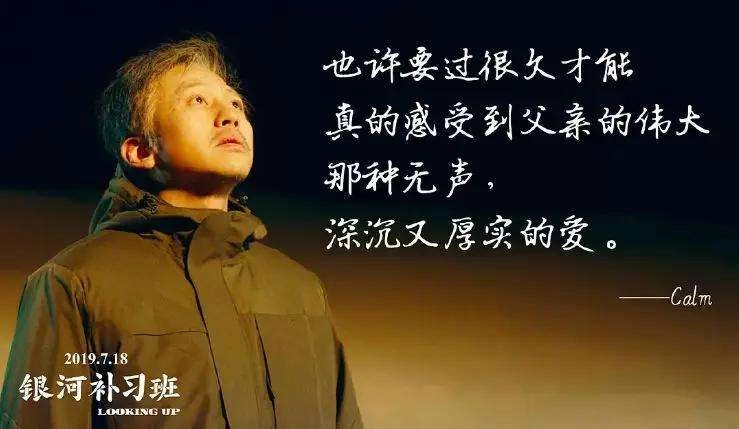 也许要过很久才能
真的感受到父亲的伟大
那种无声，
深沉又厚实的爱。
——Calm
2019.7.18
银河补习班
LOOKING UP